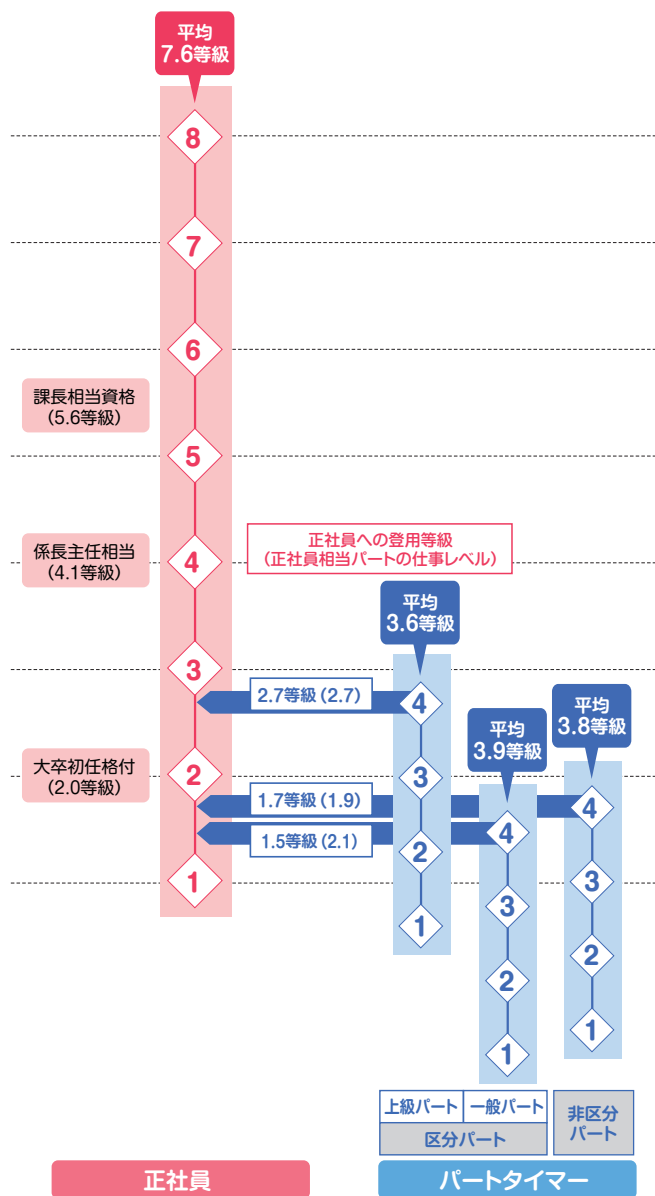 平均
7.6等級
8
7
6
課長相当資格
（5.6等級）
5
正社員への登用等級
（正社員相当パートの仕事レベル）
係長主任相当
（4.1等級）
4
平均
3.6等級
3
2.7等級（2.7）
4
平均
3.9等級
平均
3.8等級
大卒初任格付
（2.0等級）
2
3
1.7等級（1.9）
4
1.5等級（2.1）
4
2
1
3
3
1
2
2
1
1
上級パート
一般パート
区分パート
非区分
パート
正社員
パートタイマー